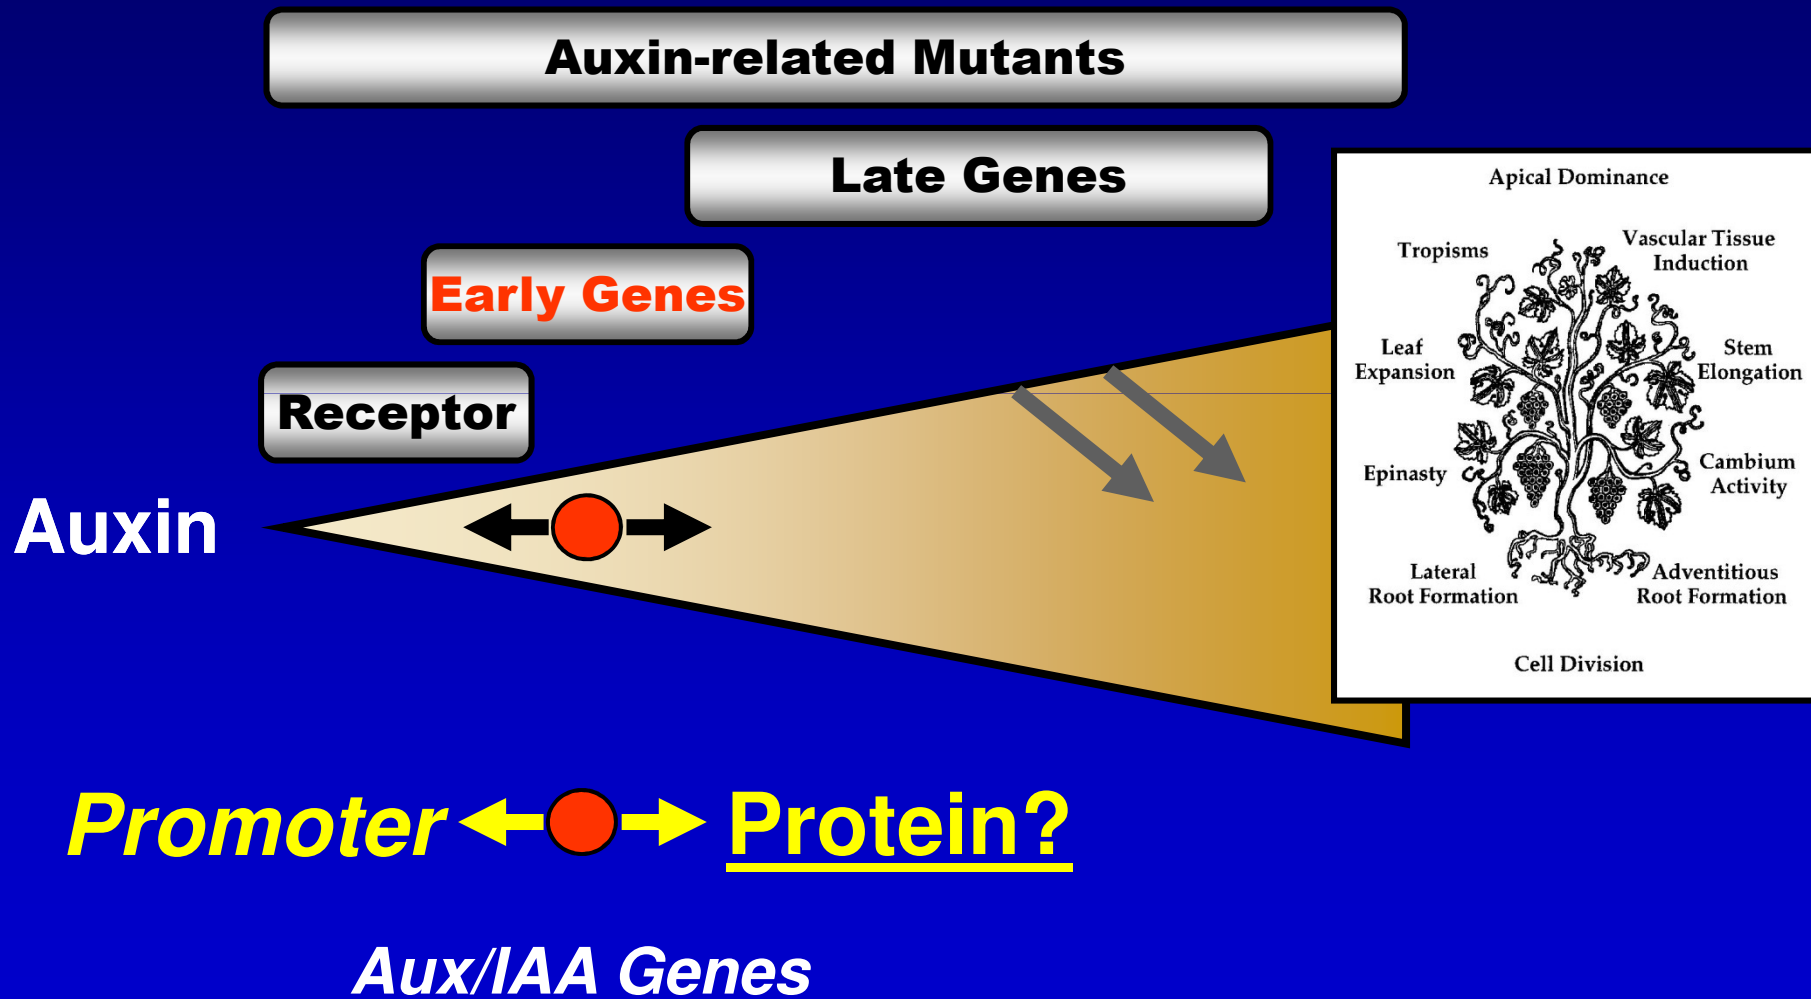 Auxin-related Mutants
Late Genes
Early Genes
Receptor
Auxin
Apical Dominance
Tropisms
Vascular Tissue
Induction
Leaf
Expansion
Stem
Elongation
Epinasty
Cambium
Activity
Lateral
Root Formation
Adventitious
Root Formation
Cell Division
Promoter
Protein?
Aux/IAA Genes